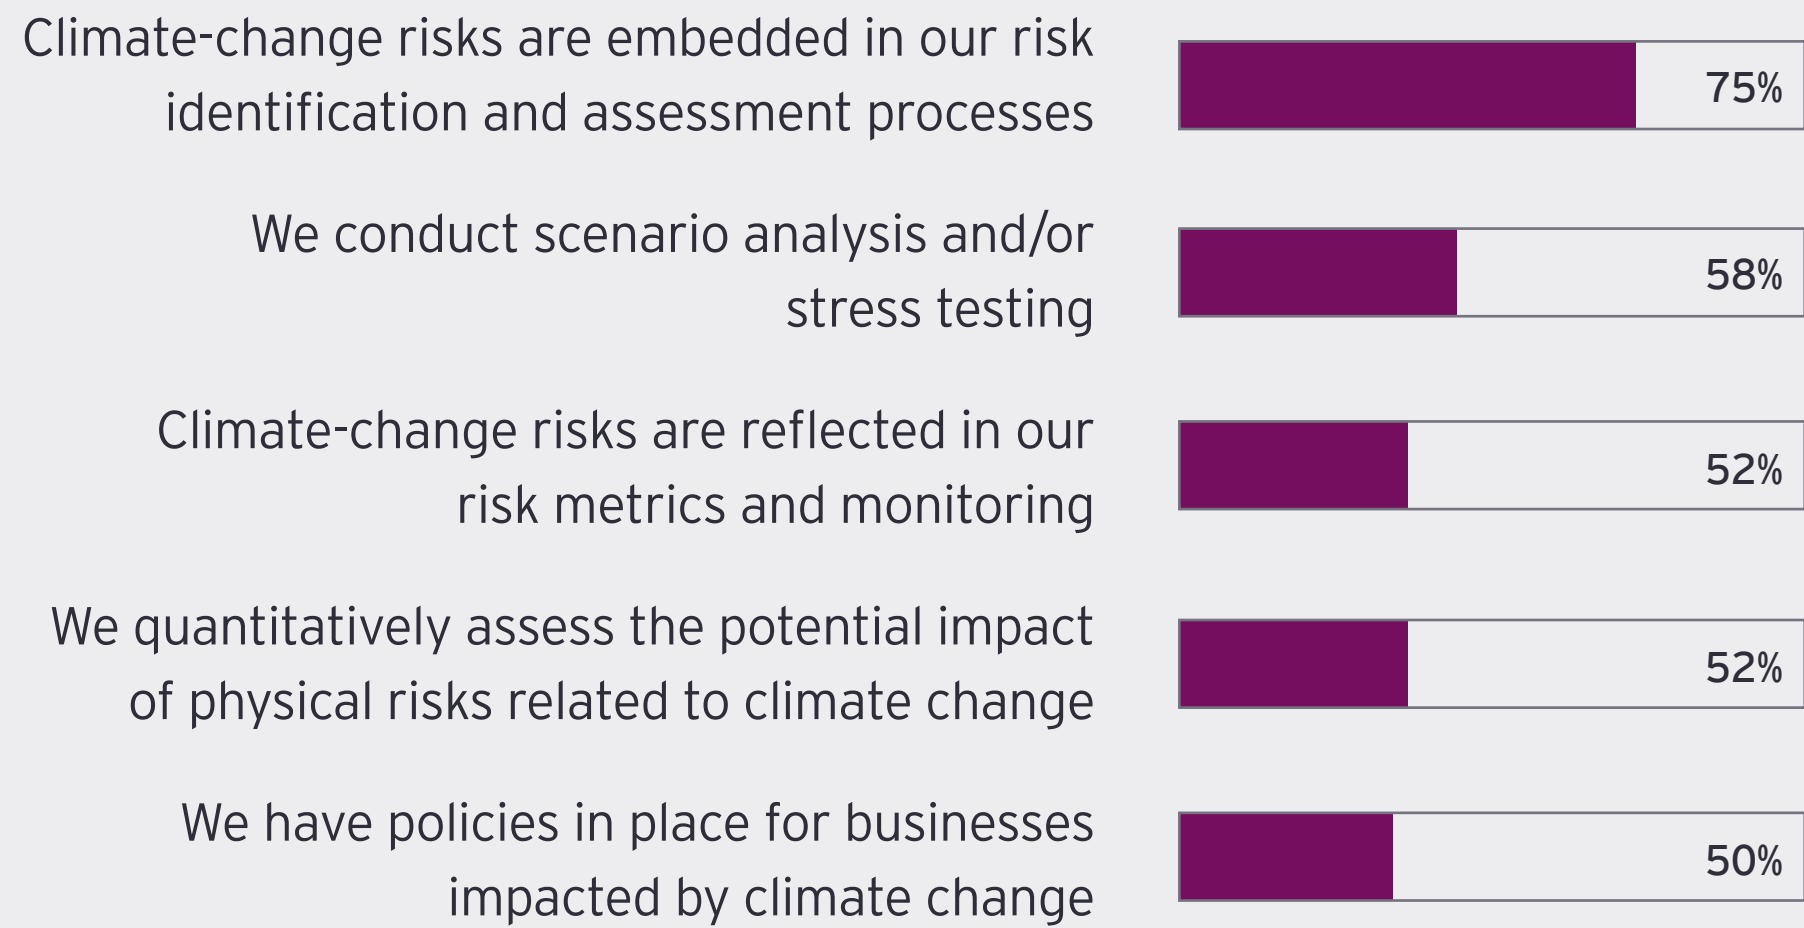 Climate-change risks are embedded in our risk
identification and assessment processes
75%
We conduct scenario analysis and/or
stress testing
58%
Climate-change risks are reflected in our
risk metrics and monitoring
52%
We quantitatively assess the potential impact
of physical risks related to climate change
52%
We have policies in place for businesses
impacted by climate change
50%